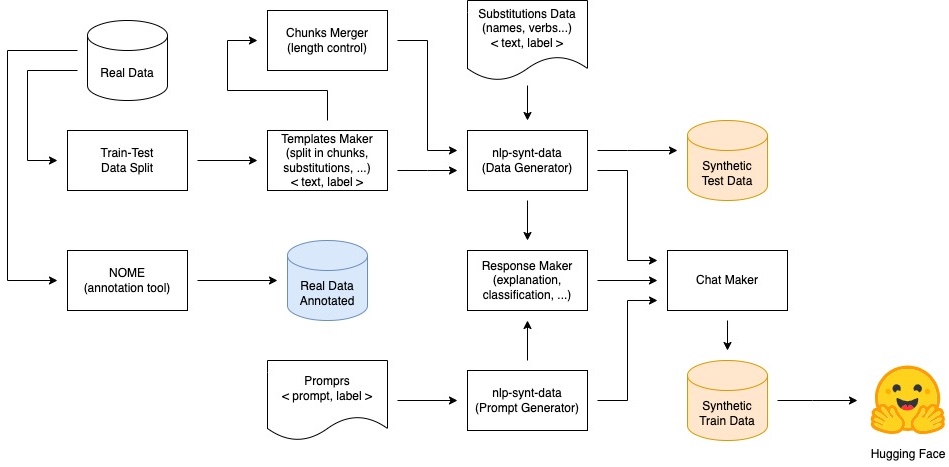 Real Data
Chunks Merger
(length control)
Substitutions Data
(names, verbs...)
< text, label >
Train-Test
Data Split
Templates Maker
(split in chunks,
substitutions, ...)
< text, label >
nlp-synt-data
(Data Generator)
Synthetic
Test Data
NOME
(annotation tool)
Real Data
Annotated
Response Maker
(explanation,
classification, ...)
Chat Maker
Promprs
< prompt, label >
nlp-synt-data
(Prompt Generator)
Synthetic
Train Data
Hugging Face